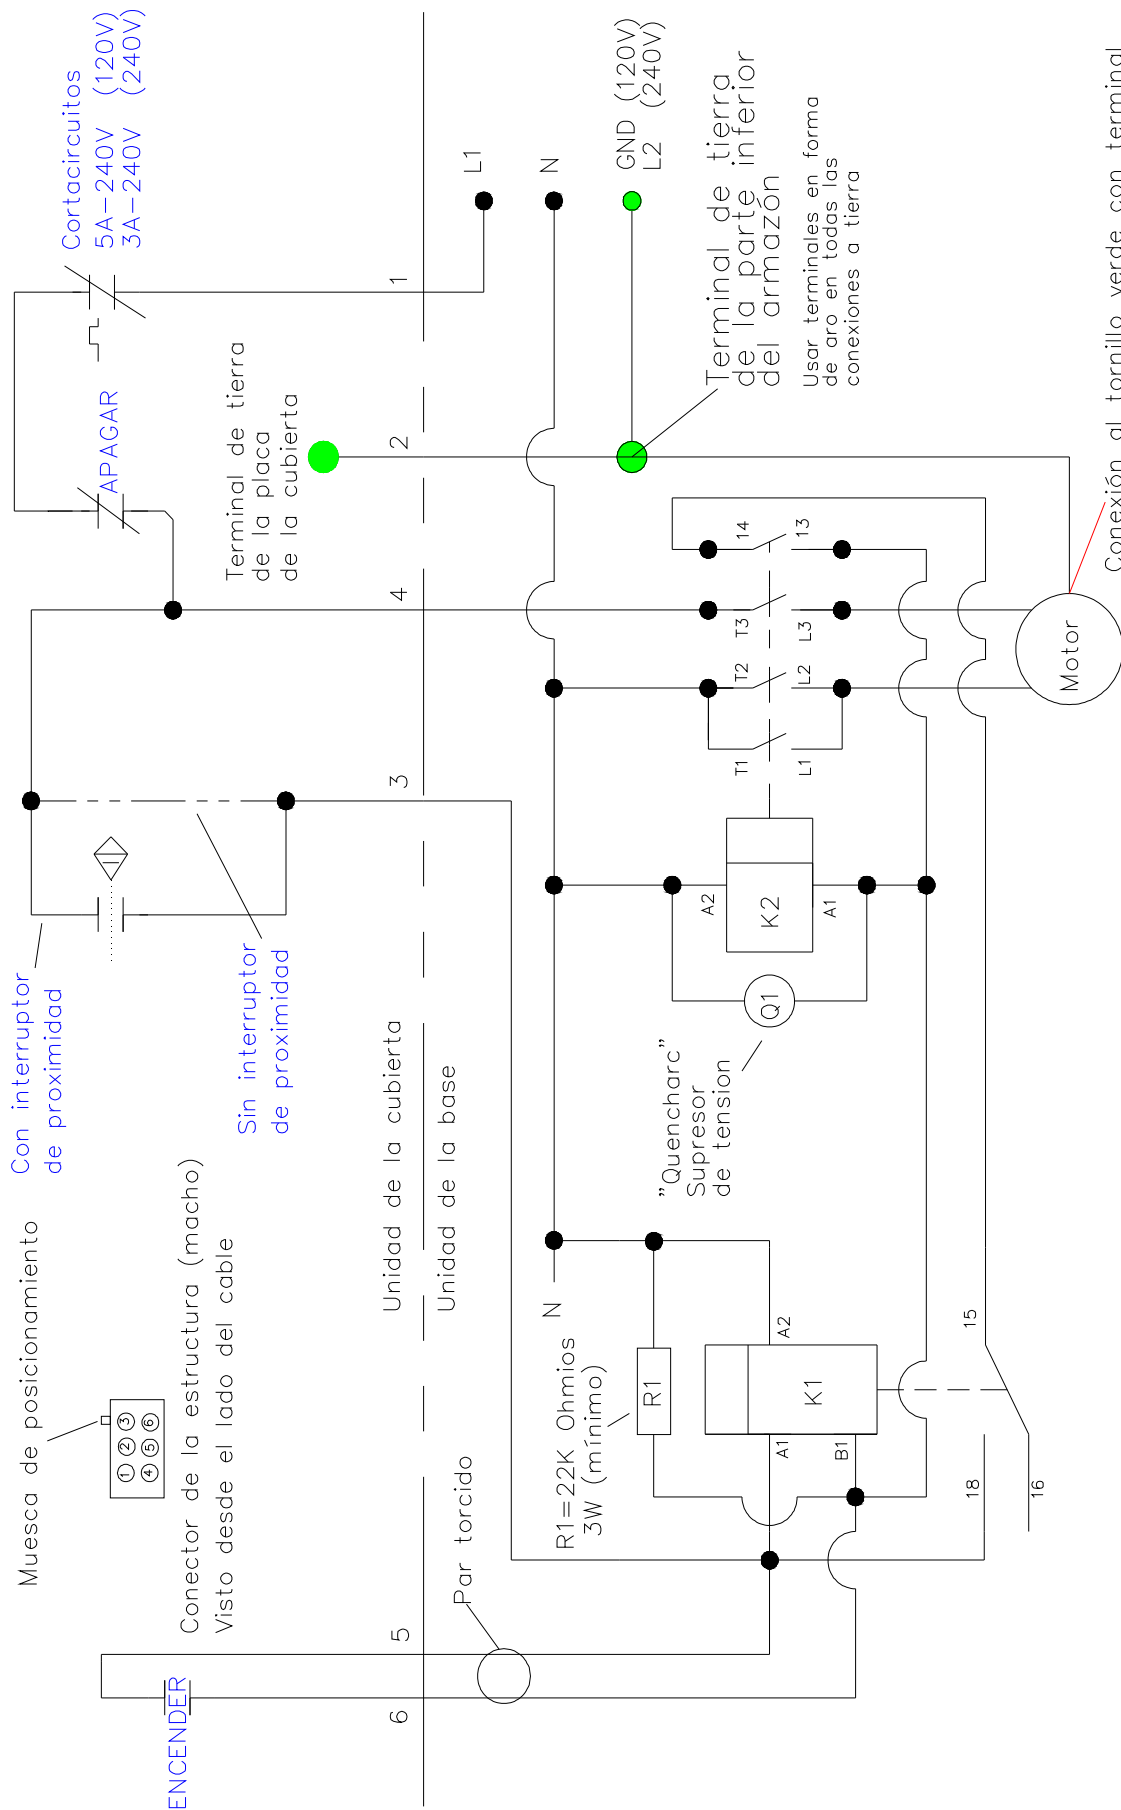 Muesca de posicionamiento
1 2 3
4 5 6
Conector de la estructura (macho)
Visto desde el lado del cable
Con interruptor
de proximidad
Sin interruptor
de proximidad
ENCENDER
APAGAR
Cortacircuitos
5A-240V (120V)
3A-240V (240V)
Terminal de tierra
de la placa
de la cubierta
6
5
3
4
2
1
Unidad de la cubierta
Unidad de la base
Par torcido
N
L1
N
GND (120V)
L2 (240V)
R1=22K Ohmios
3W (mínimo)
R1
"Quencharc"
Supresor
de tension
Q1
A2
K2
A1
A1
B1
K1
A2
T1
T2
T3
14
L1
L2
L3
13
Terminal de tierra
de la parte inferior
del armazón
Usar terminales en forma
de aro en todas las
conexiones a tierra
18
16
15
Motor
Conexión al tornillo verde con terminal